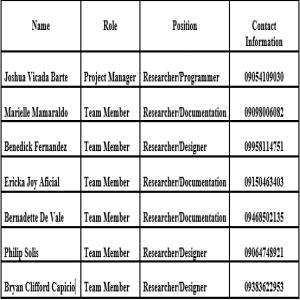 Name Role Position Contact
Information
Joshua Vicada Barte Project Manager Researcher/Programmer 09054109030
Marielle Mamaraldo Team Member Researcher/Documentation 09098006082
Benedick Fernandez Team Member Researcher/Designer 09958114751
Ericka Joy Aficial Team Member Researcher/Documentation 09150463403
Bernadette De Vale Team Member Researcher/Documentation 09468502135
Philip Solis Team Member Researcher/Designer 09064748921
Bryan Clifford Capicio Team Member Researcher/Designer 09383622953